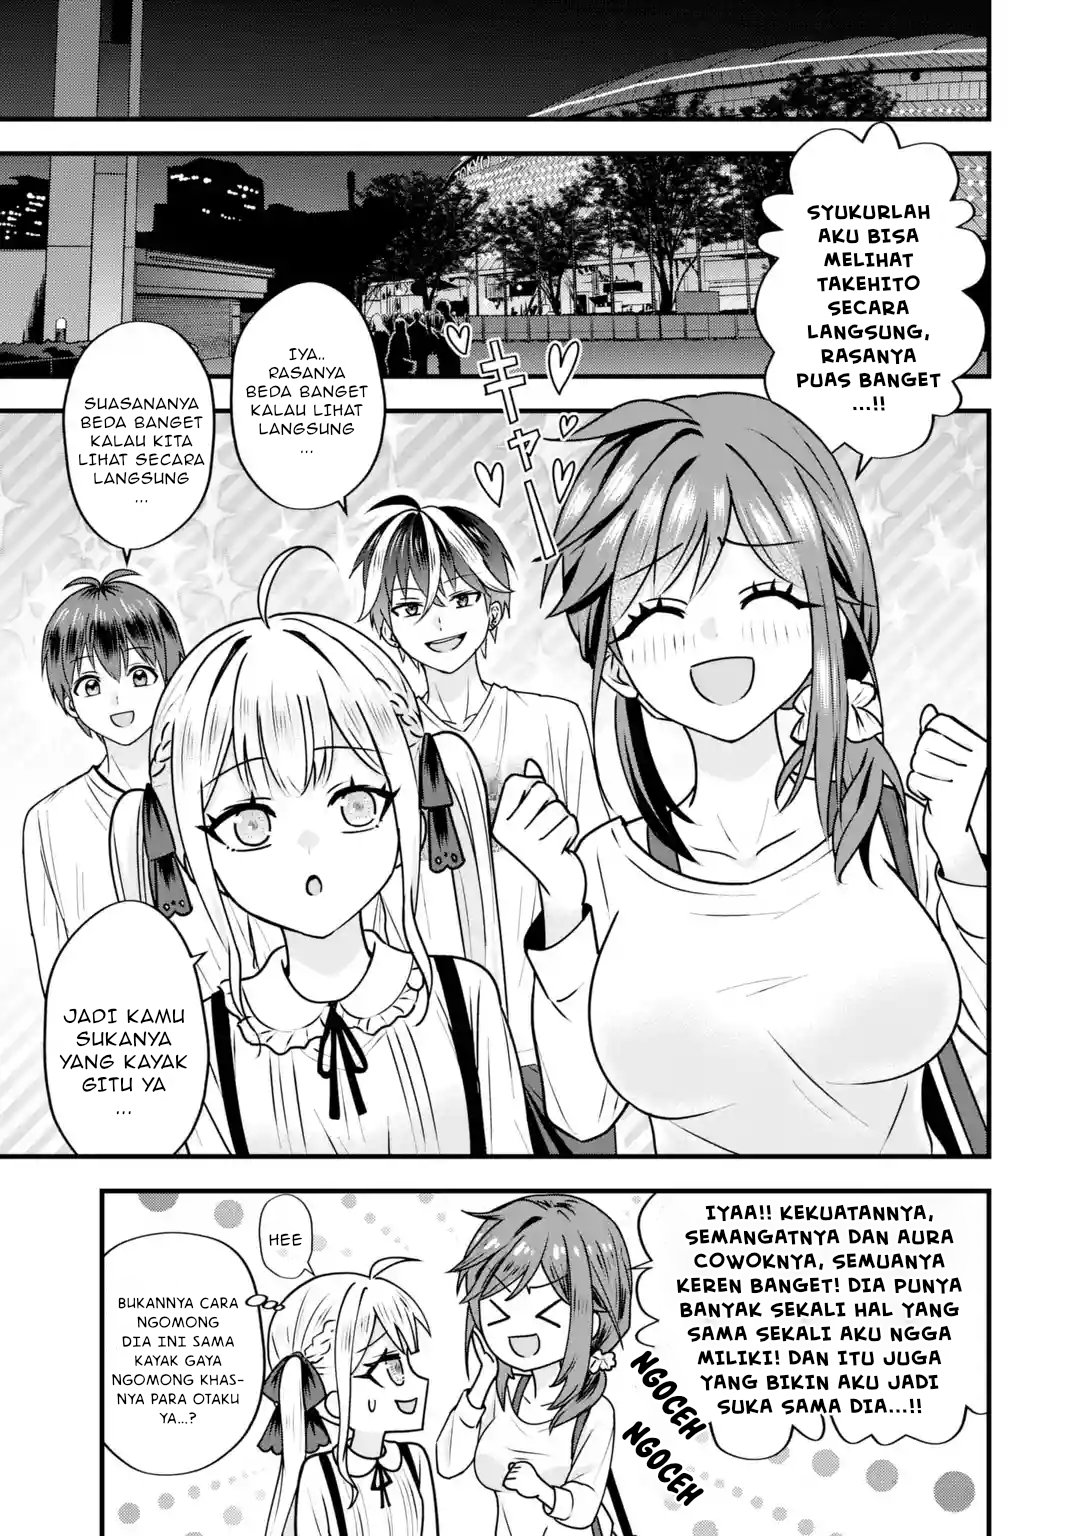 TOKYO
SYUKURLAH
AKU BISA
MELIHAT
TAKEHITO
SECARA
LANGSUNG,
RASANYA
PUAS BANGET
...!!
キャー
IYA..
RASANYA
BEDA BANGET
KALAU LIHAT
LANGSUNG
...
SUASANANYA
BEDA BANGET
KALAU KITA
LIHAT SECARA
LANGSUNG
...
JADI KAMU
SUKANYA
YANG KAYAK
GITU YA
...
IYAA!! KEKUATANNYA,
SEMANGATNYA DAN AURA
COWOKNYA, SEMUANYA
KEREN BANGET! DIA PUNYA
BANYAK SEKALI HAL YANG
SAMA SEKALI AKU NGGA
MILIKI! DAN ITU JUGA
YANG BIKIN AKU JADI
SUKA SAMA DIA...!!
NGOCEH
NGOCEH
HEE
BUKANNYA CARA
NGOMONG
DIA INI SAMA
KAYAK GAYA
NGOMONG KHAS-
NYA PARA OTAKU
YA...?